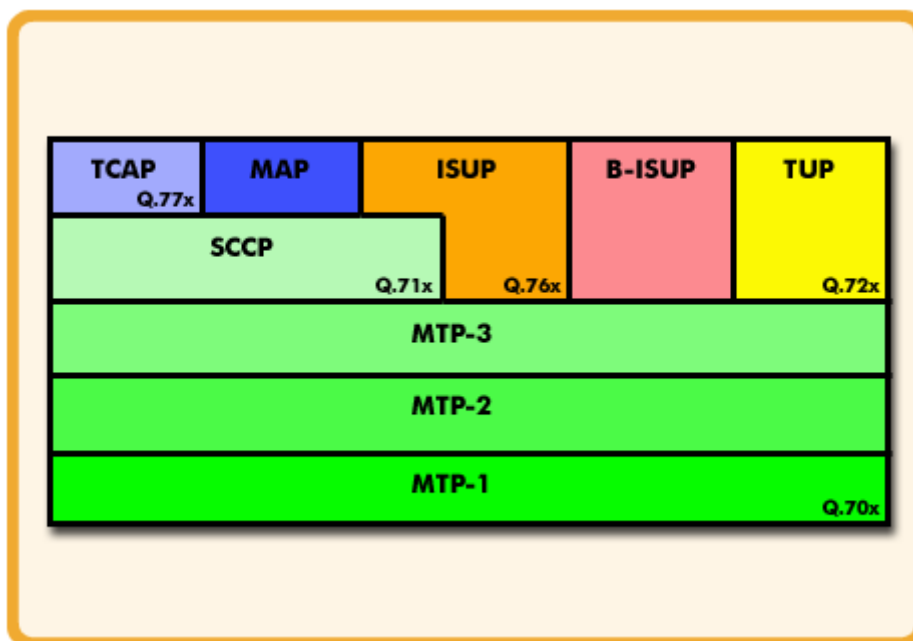 TCAP MAP ISUP B-ISUP TUP
Q.77x
SCCP
Q.71x Q.76x Q.72x
MTP-3
MTP-2
MTP-1
Q.70x